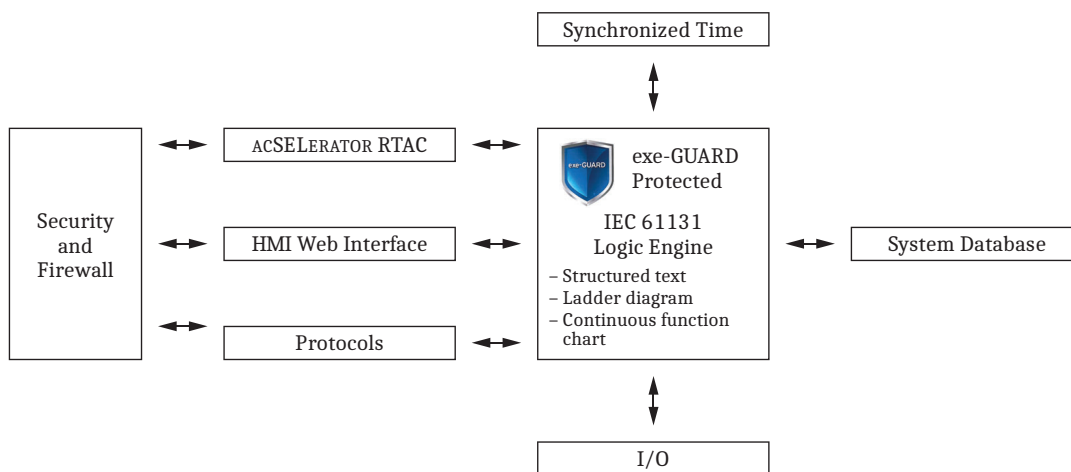 Synchronized Time
Security
and
Firewall
ACSELERATOR RTAC
HMI Web Interface
Protocols
exe-GUARD
exe-GUARD
Protected
IEC 61131
Logic Engine
– Structured text
– Ladder diagram
– Continuous function
chart
System Database
I/O